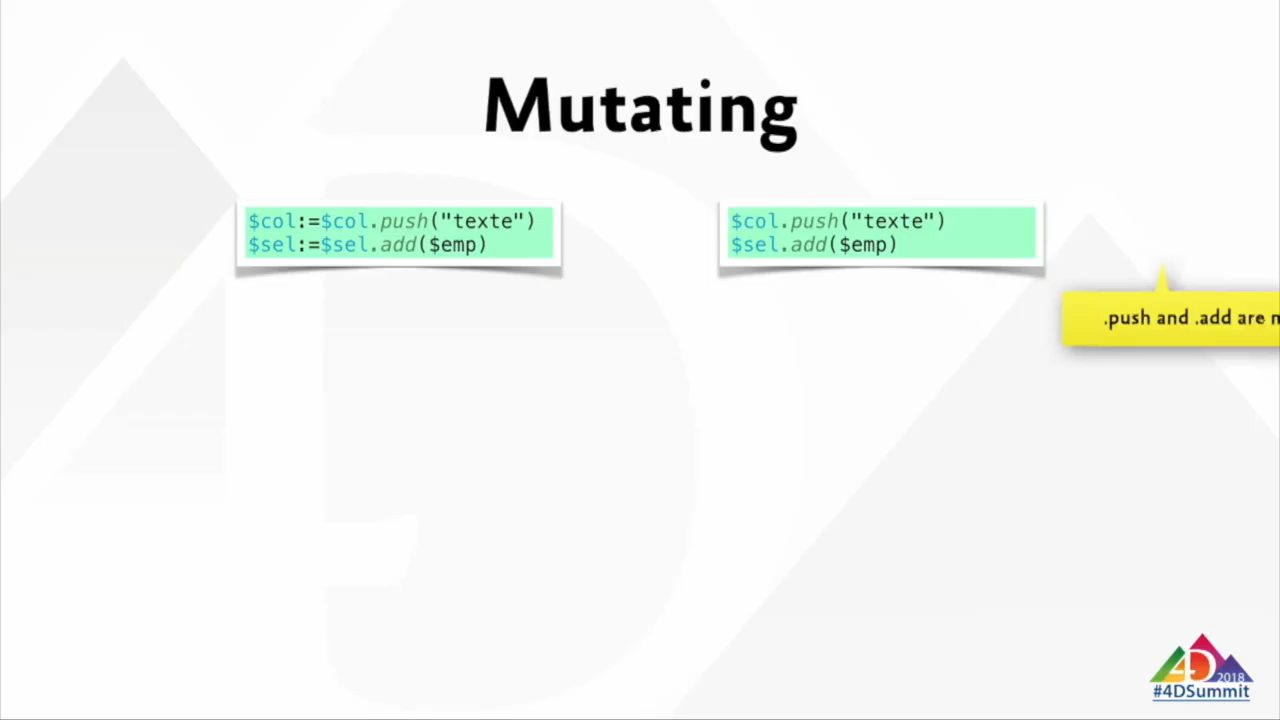 Mutating
$col:=$col.push("texte")
$sel:=$sel.add($emp)
$col.push("texte")
$sel.add($emp)
.push and .add are
4D
2018
#4DSummit